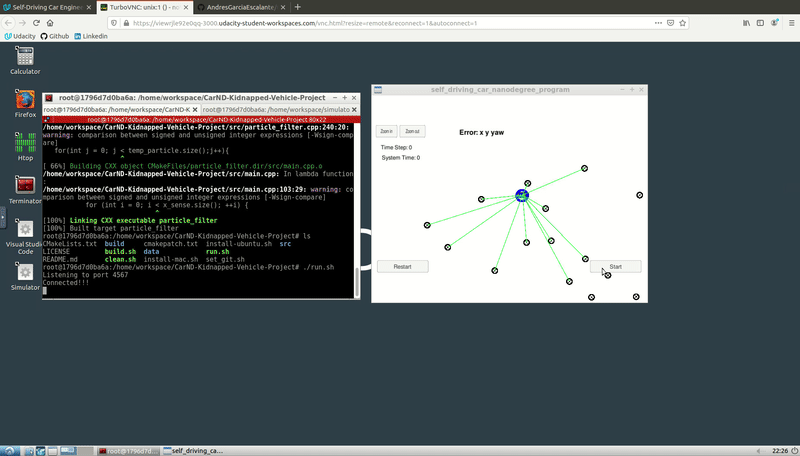 Self-Driving Car Engine
TurboVNC: unix:1 () - no
AndresGarciaEscalante/
https://viewrjle92e0qq-3000.udacity-student-workspaces.com/vnc.html?resize=remote&reconnect=1&autoconnect=1
Udacity
Github
Linkedin
Calculator
Firefox
Htop
Terminator
Visual Studio Code
Simulator
root@1796d7d0ba6a: /home/workspace/CarND-Kidnapped-Vehicle-Project
root@1796d7d0ba6a: /home/workspace/CarND-K
root@1796d7d0ba6a: /home/workspace/simulato
root@1796d7d0ba6a: /home/workspace/CarND-Kidnapped-Vehicle-Project 80x22
/home/workspace/CarND-Kidnapped-Vehicle-Project/src/particle_filter.cpp:240:20:
warning: comparison between signed and unsigned integer expressions [-Wsign-comp
are]
for(int j = 0; j < temp_particle.size();j++){
^
[ 66%] Building CXX object CMakeFiles/particle_filter.dir/src/main.cpp.o
/home/workspace/CarND-Kidnapped-Vehicle-Project/src/main.cpp: In lambda function
:
/home/workspace/CarND-Kidnapped-Vehicle-Project/src/main.cpp:103:29: warning: co
mparison between signed and unsigned integer expressions [-Wsign-compare]
for (int i = 0; i < x_sense.size(); ++i) {
^
[100%] Linking CXX executable particle_filter
[100%] Built target particle_filter
root@1796d7d0ba6a:/home/workspace/CarND-Kidnapped-Vehicle-Project# ls
CMakeLists.txt build cmakepatch.txt install-ubuntu.sh src
LICENSE build.sh data run.sh
README.md clean.sh install-mac.sh set_git.sh
root@1796d7d0ba6a:/home/workspace/CarND-Kidnapped-Vehicle-Project# ./run.sh
Listening to port 4567
Connected!!!
self_driving_car_nanodegree_program
Zoom In
Zoom out
Error: x y yaw
Time Step: 0
System Time: 0
Restart
Start
root@1796d7d0ba...
self_driving_ca...
22:26